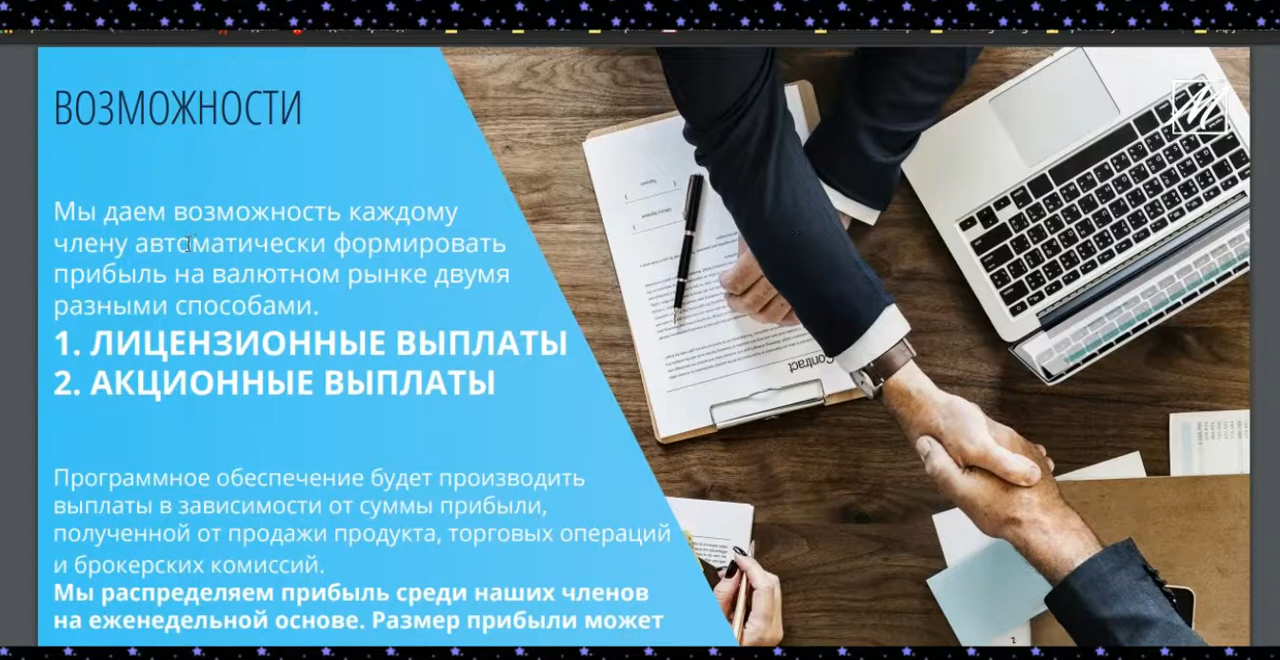 ВОЗМОЖНОСТИ
Мы даем возможность каждому
члену автоматически формировать
прибыль на валютном рынке двумя
разными способами.
1. ЛИЦЕНЗИОННЫЕ ВЫПЛАТЫ
2. АКЦИОННЫЕ ВЫПЛАТЫ
Программное обеспечение будет производить
выплаты в зависимости от суммы прибыли,
полученной от продажи продукта, торговых операций
и брокерских комиссий.
Мы распределяем прибыль среди наших членов
на еженедельной основе. Размер прибыли может
Contract